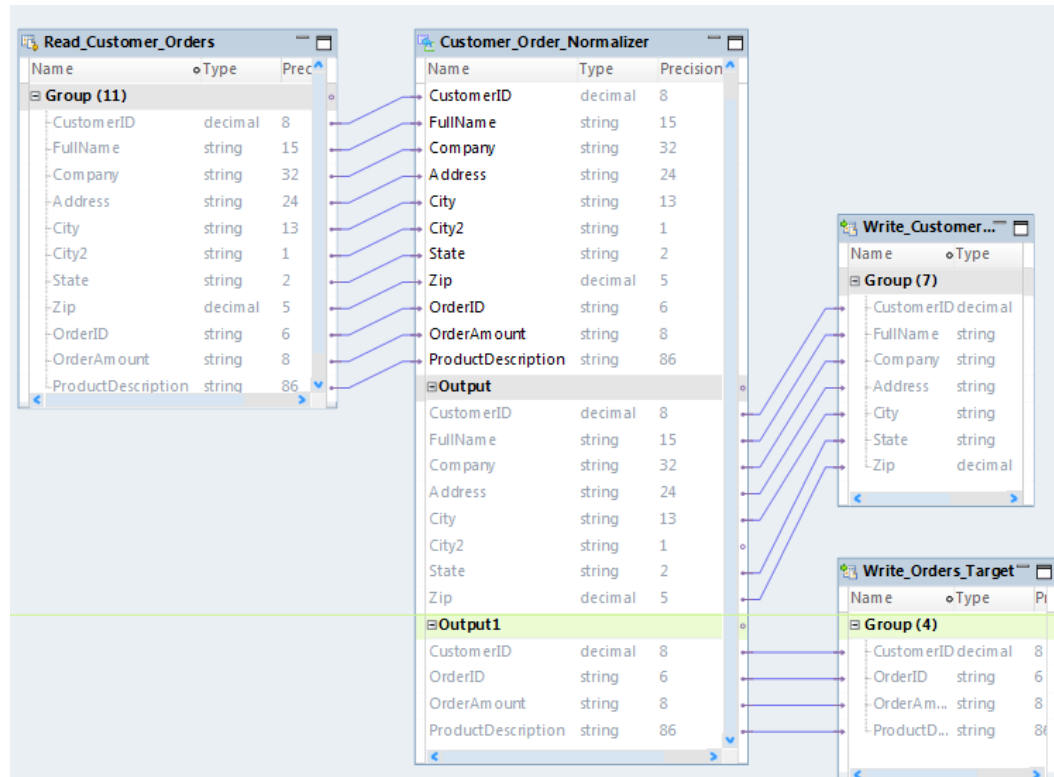 Read_Customer_Orders
Name Type Prec
Group (11)
CustomerID decimal 8
FullName string 15
Company string 32
Address string 24
City string 13
City2 string 1
State string 2
Zip decimal 5
OrderID string 6
OrderAmount string 8
ProductDescription string 86
Customer_Order_Normalizer
Name Type Precision
CustomerID decimal 8
FullName string 15
Company string 32
Address string 24
City string 13
City2 string 1
State string 2
Zip decimal 5
OrderID string 6
OrderAmount string 8
ProductDescription string 86
Output
CustomerID decimal 8
FullName string 15
Company string 32
Address string 24
City string 13
City2 string 1
State string 2
Zip decimal 5
Output1
CustomerID decimal 8
OrderID string 6
OrderAmount string 8
ProductDescription string 86
Write_Customer...
Name Type
Group (7)
CustomerID decimal
FullName string
Company string
Address string
City string
State string
Zip decimal
Write_Orders_Target
Name Type
Group (4)
CustomerID decimal 8
OrderID string 6
OrderAm... string 8
ProductD... string 86